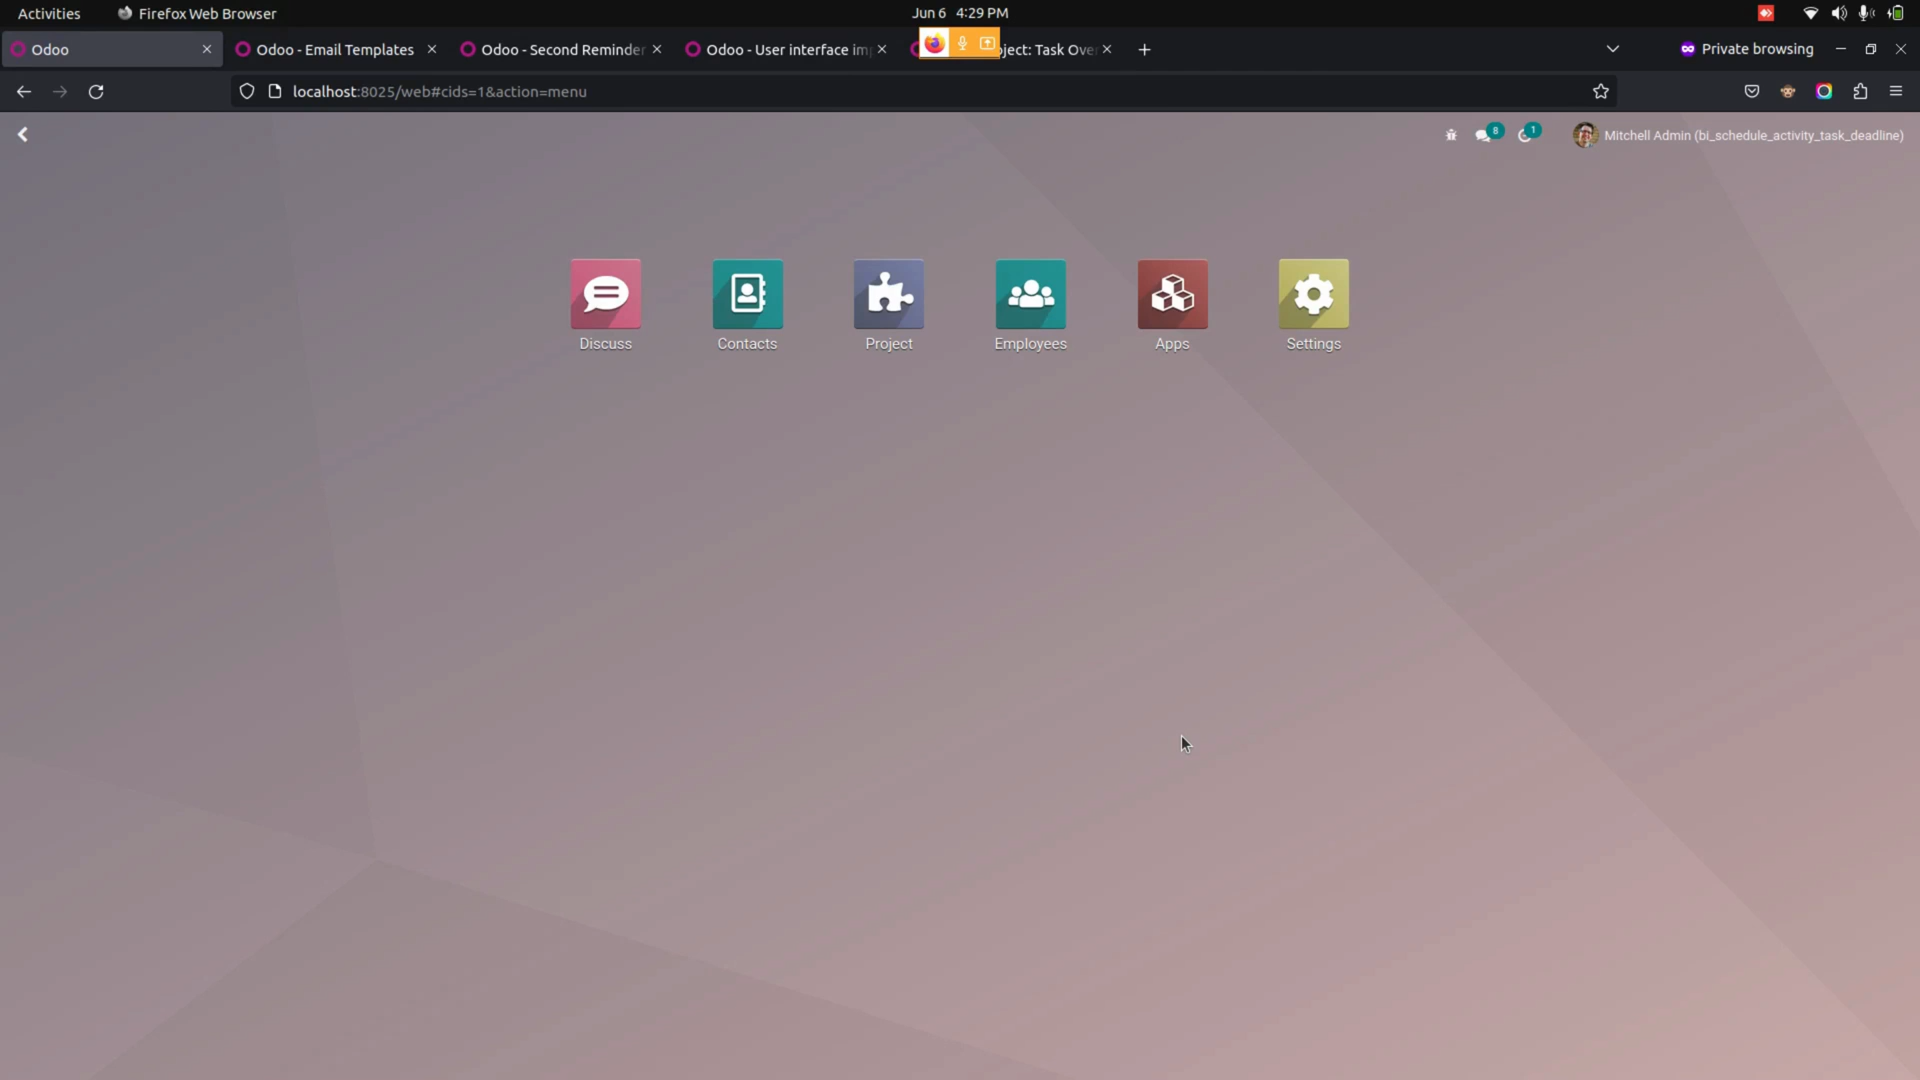 Activities
Firefox Web Browser
Jun 6 4:29 PM
Odoo
Odoo - Email Templates
Odoo - Second Reminder
Odoo - User interface im
ject: Task Ove
Private browsing
localhost:8025/web#cids=1&action=menu
8
1
Mitchell Admin (bi_schedule_activity_task_deadline)
Discuss
Contacts
Project
Employees
Apps
Settings